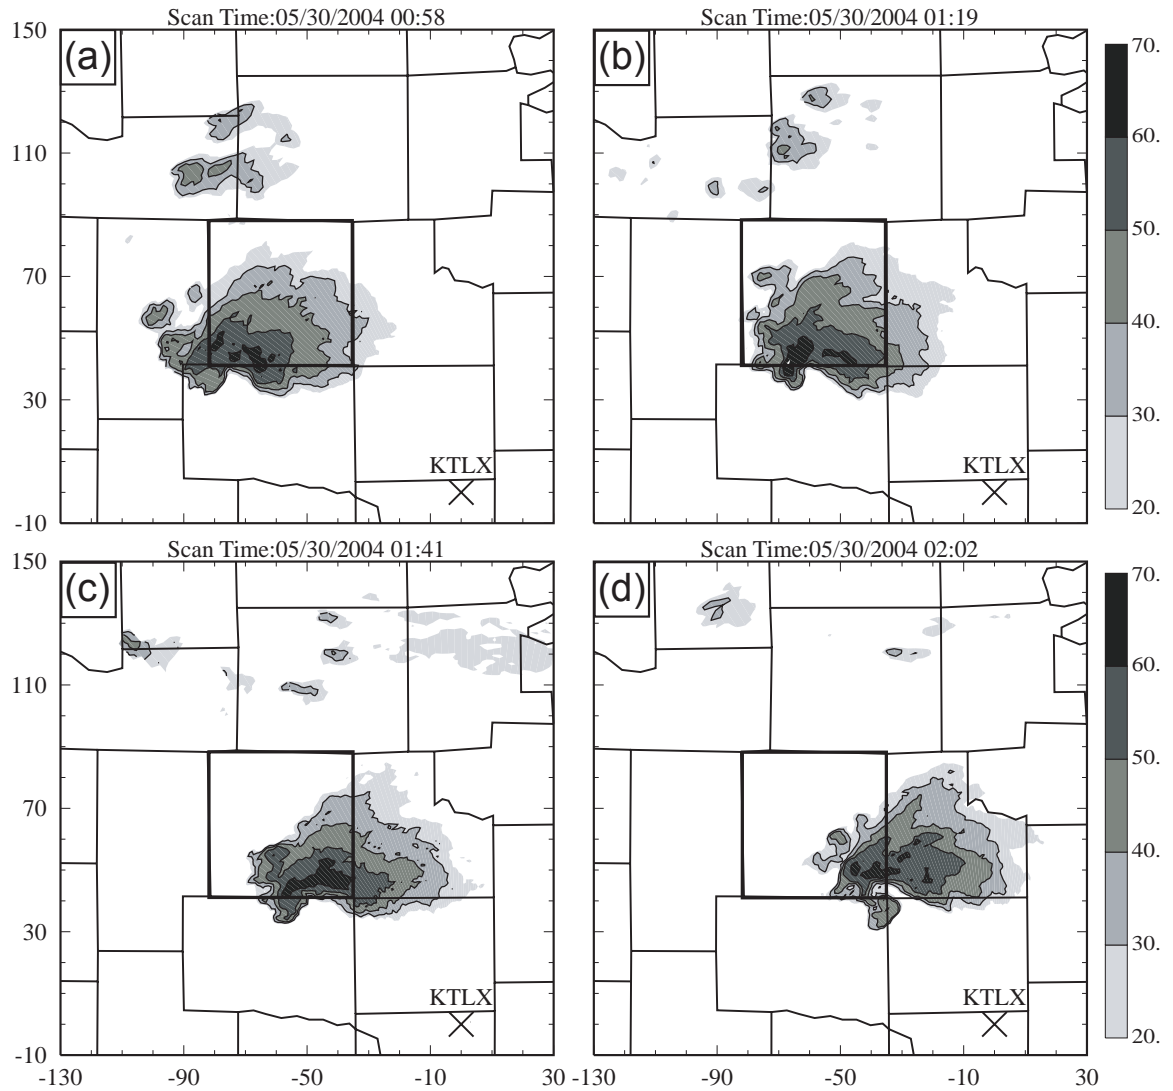 Scan Time:05/30/2004 00:58
Scan Time:05/30/2004 01:19
150
(a)
(b)
70.
110
60.
50.
70
40.
30
30.
KTLX
KTLX
-10
20.
Scan Time:05/30/2004 01:41
Scan Time:05/30/2004 02:02
150
(c)
(d)
70.
60.
110
50.
70
40.
30
30.
KTLX
KTLX
-10
20.
-130 -90 -50 -10 30 -130 -90 -50 -10 30